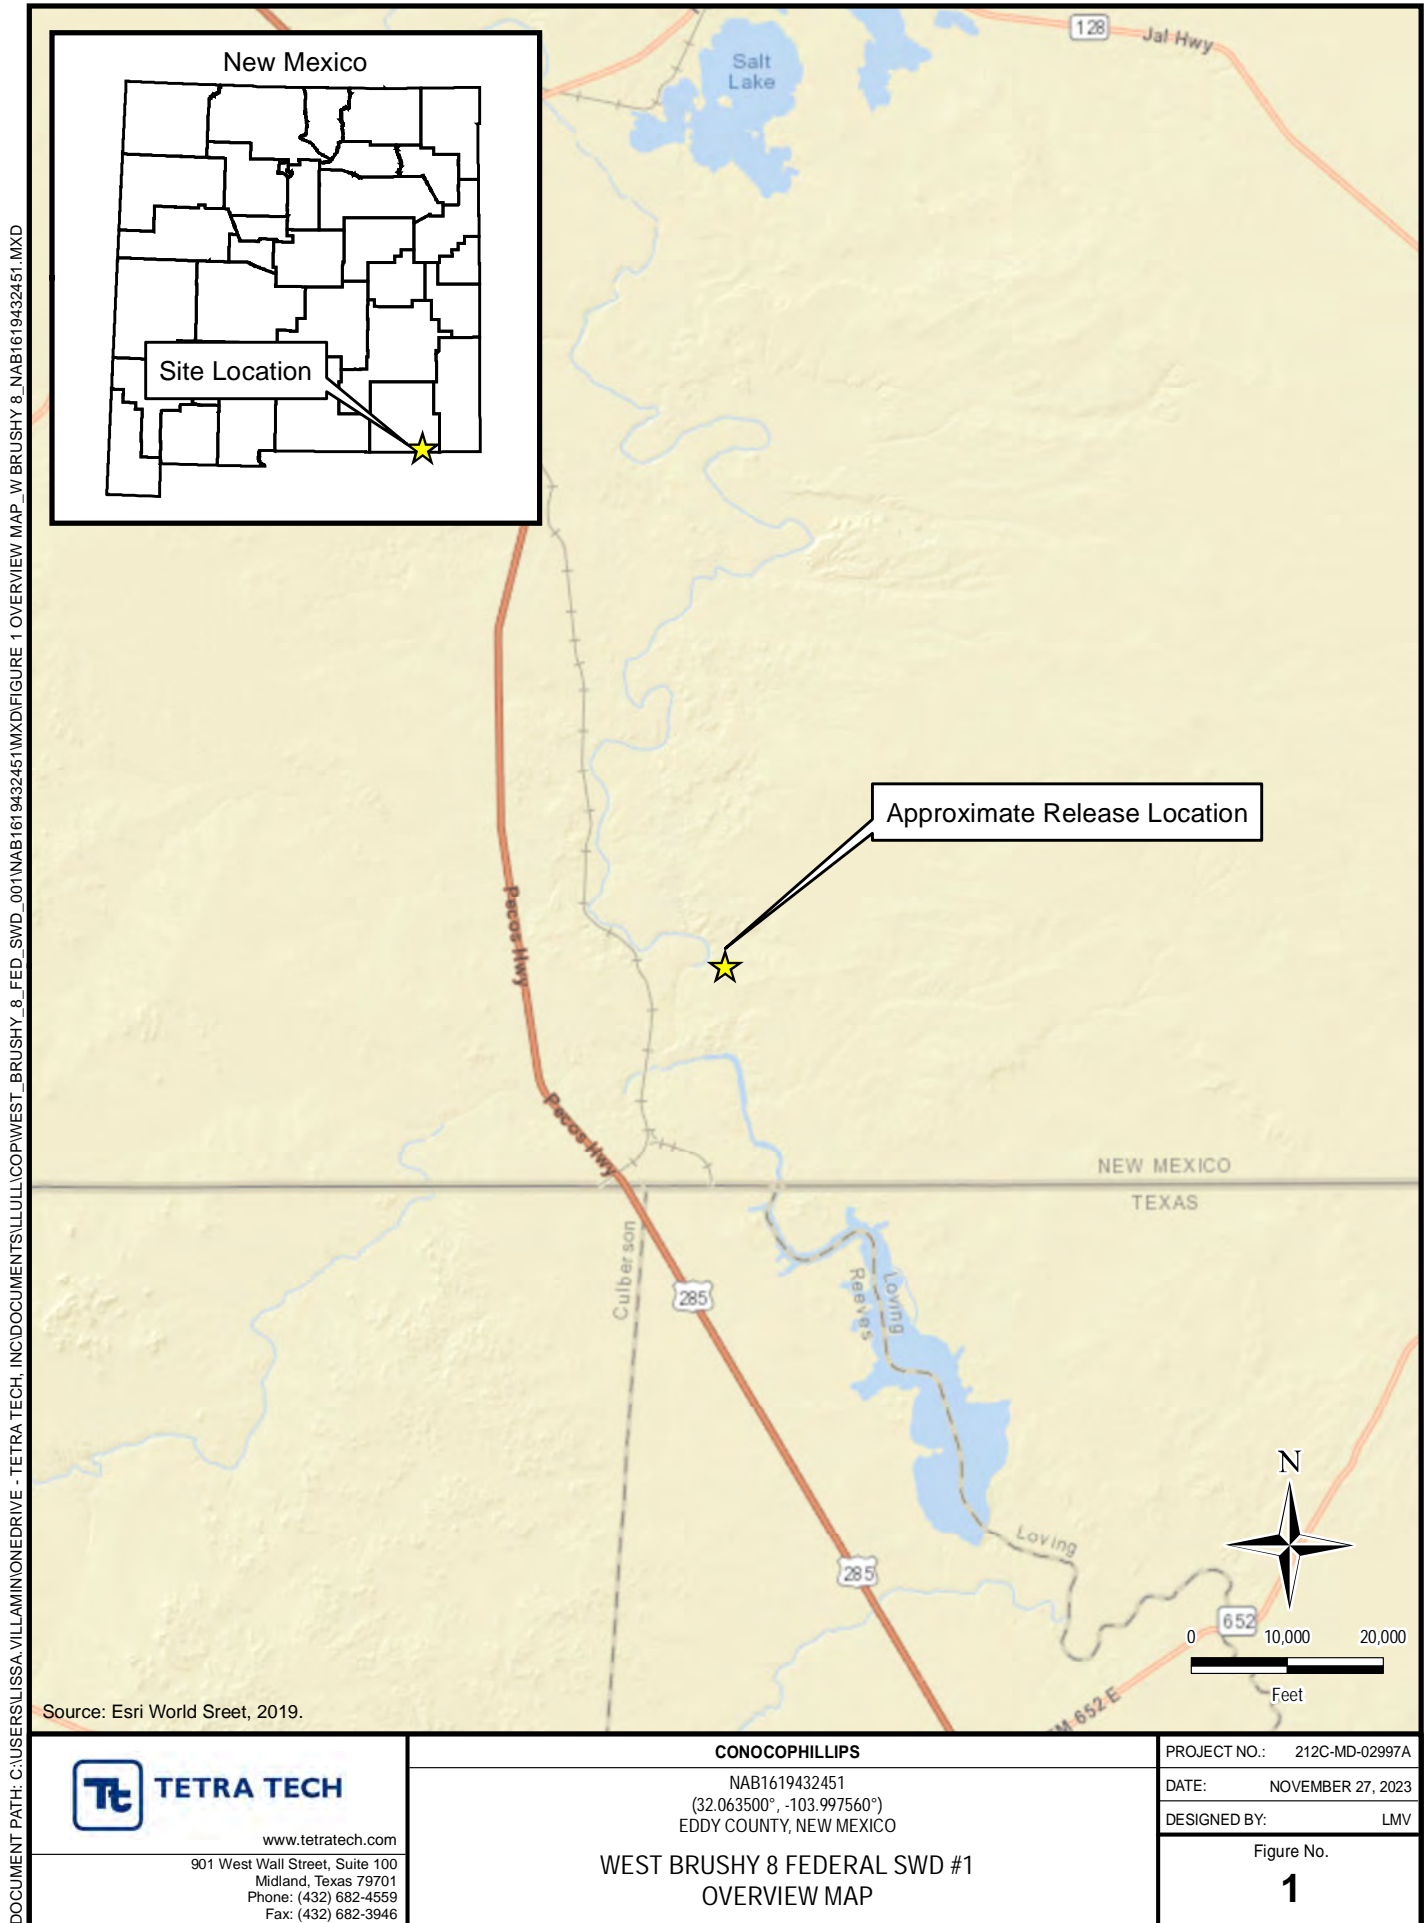 New Mexico
Site Location
Salt
Lake
128
Jal Hwy
Approximate Release Location
Pecos Hwy
Pecos Hwy
NEW MEXICO
TEXAS
Culberson
285
Reeves
Loving
285
Loving
N
652
0 10,000 20,000
Feet
FM 652 E
Source: Esri World Sreet, 2019.
DOCUMENT PATH: C:\USERS\LISSA.VILLAMIN\ONEDRIVE - TETRA TECH, INC\DOCUMENTS\LLULL\COP\WEST_BRUSHY_8_FED_SWD_001\NAB1619432451\MXD\FIGURE 1 OVERVIEW MAP_W BRUSHY 8_NAB1619432451.MXD
Tt TETRA TECH
www.tetratech.com
901 West Wall Street, Suite 100
Midland, Texas 79701
Phone: (432) 682-4559
Fax: (432) 682-3946
CONOCOPHILLIPS
NAB1619432451
(32.063500°, -103.997560°)
EDDY COUNTY, NEW MEXICO
WEST BRUSHY 8 FEDERAL SWD #1
OVERVIEW MAP
PROJECT NO.: 212C-MD-02997A
DATE: NOVEMBER 27, 2023
DESIGNED BY: LMV
Figure No.
1